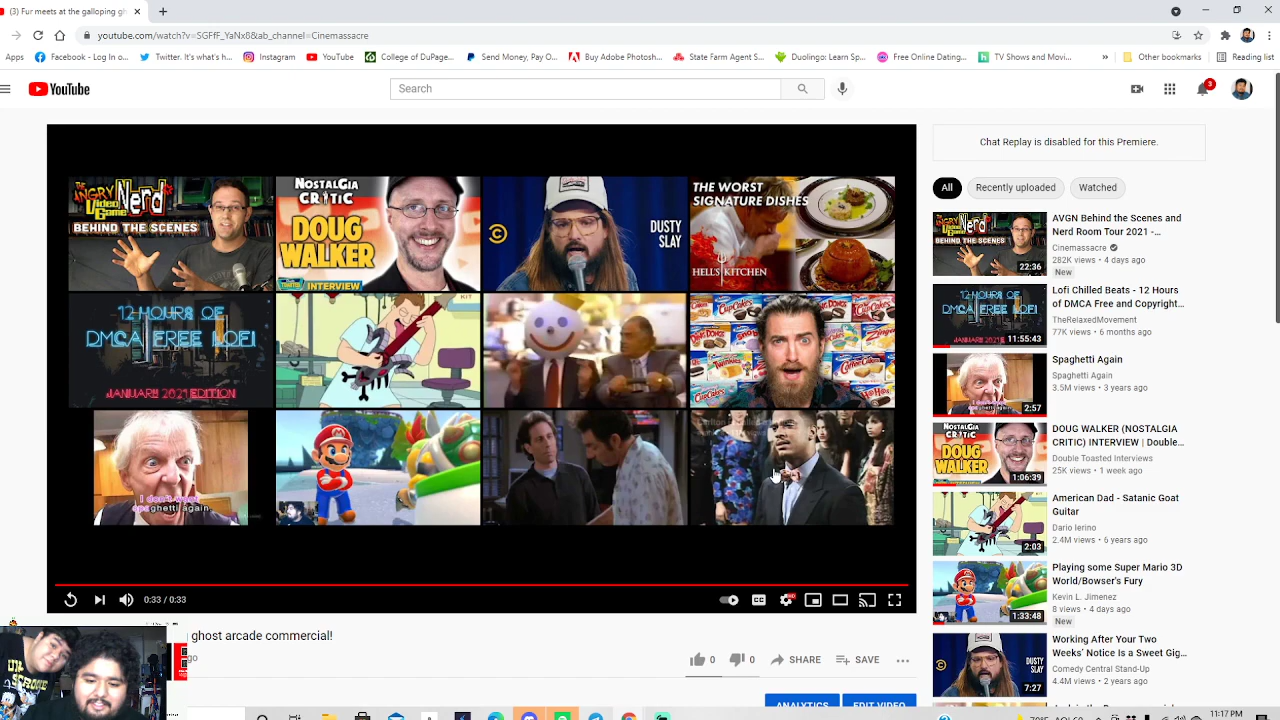 (3) Fur meets at the galloping gh
youtube.com/watch?v=SGFfF_YaNx8&ab_channel=Cinemassacre
Apps
Facebook - Log In o...
Twitter. It's what's h...
Instagram
YouTube
College of DuPage...
Send Money, Pay O...
Buy Adobe Photosh...
State Farm Agent S...
Duolingo: Learn Sp...
Free Online Dating...
TV Shows and Movi...
»
Other bookmarks
Reading list
YouTube
Search
3
THE ANGRY
Video Game Nerd
BEHIND THE SCENES
NOSTALGIA
CRITIC
DOUG
WALKER
INTERVIEW
DUSTY
SLAY
THE WORST
SIGNATURE DISHES
HELL'S KITCHEN
12 HOURS OF
DMCA FREE LOFI
JANUARY 2021 EDITION
KIT
I don't want
spaghetti again
0:33 / 0:33
CC
HD
ghost arcade commercial!
go
0
0
SHARE
SAVE
...
ANALYTICS
EDIT VIDEO
Chat Replay is disabled for this Premiere.
All
Recently uploaded
Watched
22:36
AVGN Behind the Scenes and
Nerd Room Tour 2021 -...
Cinemassacre
282K views • 4 days ago
New
11:55:43
Lofi Chilled Beats - 12 Hours
of DMCA Free and Copyright...
TheRelaxedMovement
77K views • 6 months ago
2:57
Spaghetti Again
Spaghetti Again
3.5M views • 3 years ago
1:06:39
DOUG WALKER (NOSTALGIA
CRITIC) INTERVIEW | Double...
Double Toasted Interviews
25K views • 1 week ago
2:03
American Dad - Satanic Goat
Guitar
Dario Ierino
2.4M views • 6 years ago
1:33:48
Playing some Super Mario 3D
World/Bowser's Fury
Kevin L. Jimenez
8 views • 4 days ago
New
DUSTY
SLAY
7:27
Working After Your Two
Weeks' Notice Is a Sweet Gig...
Comedy Central Stand-Up
4.4M views • 2 years ago
11:17 PM